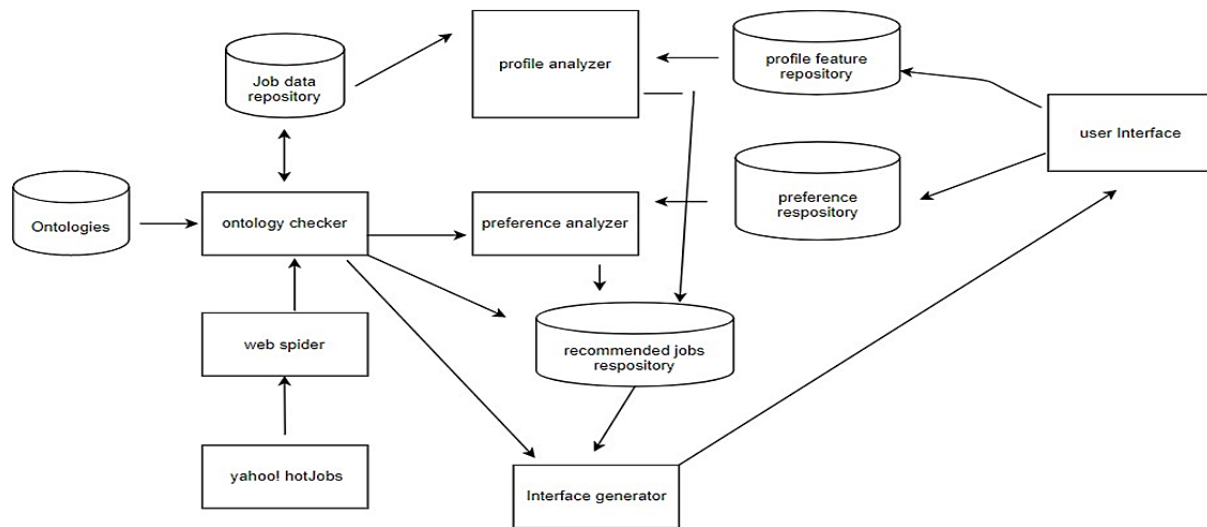 profile analyzer
profile feature
repository
Job data
repository
user Interface
Ontologies
ontology checker
preference analyzer
preference
respository
web spider
recommended jobs
respository
yahoo! hotJobs
Interface generator